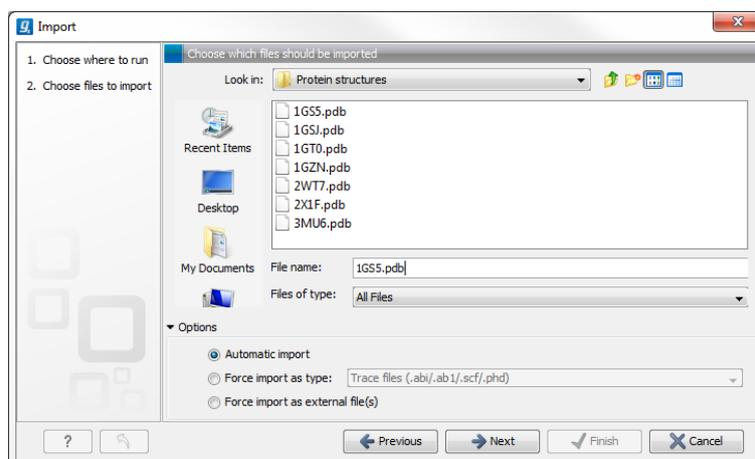 Import
1. Choose where to run
2. Choose files to import
Choose which files should be imported
Look in: Protein structures
1GS5.pdb
1GSJ.pdb
1GT0.pdb
1GZN.pdb
2WT7.pdb
2X1F.pdb
3MU6.pdb
Recent Items
Desktop
My Documents
File name: 1GS5.pdb
Files of type: All Files
Options
Automatic import
Force import as type: Trace files (.abi/.ab1/.scf/.phd)
Force import as external file(s)
? Previous Next Finish Cancel